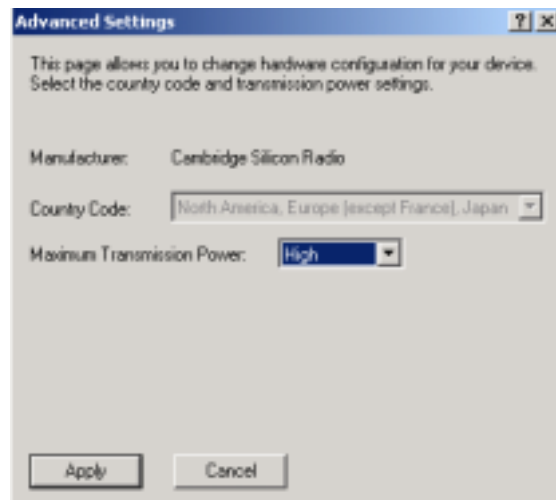 Advanced Settings
This page allows you to change hardware configuration for your device.
Select the country code and transmission power settings.
Manufacturer: Cambridge Silicon Radio
Country Code: North America, Europe (except France), Japan
Maximum Transmission Power: High
Apply Cancel